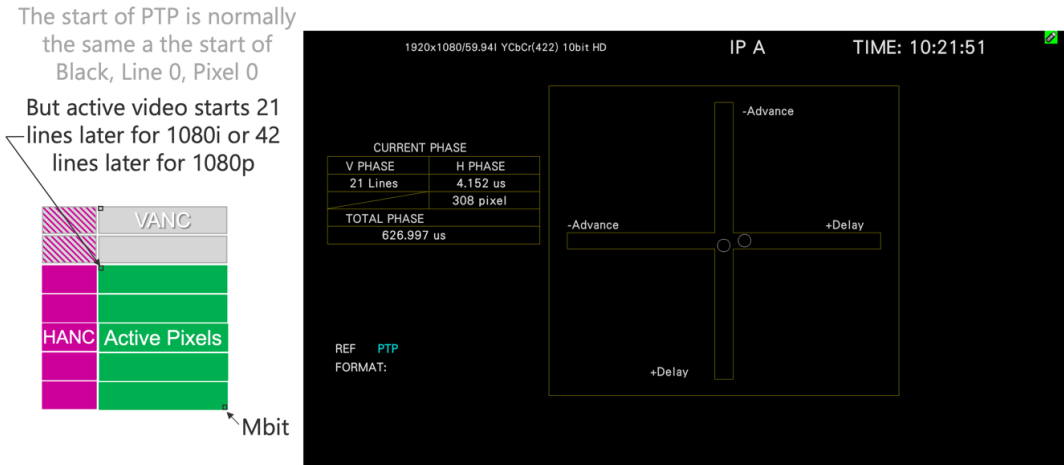 The start of PTP is normally
the same a the start of
Black, Line 0, Pixel 0
But active video starts 21
lines later for 1080i or 42
lines later for 1080p
VANC
HANC
Active Pixels
Mbit
1920x1080/59.94I YCbCr(422) 10bit HD
IP A
TIME: 10:21:51
CURRENT PHASE
V PHASE
H PHASE
21 Lines
4.152 us
308 pixel
TOTAL PHASE
626.997 us
REF PTP
FORMAT:
-Advance
-Advance
+Delay
+Delay